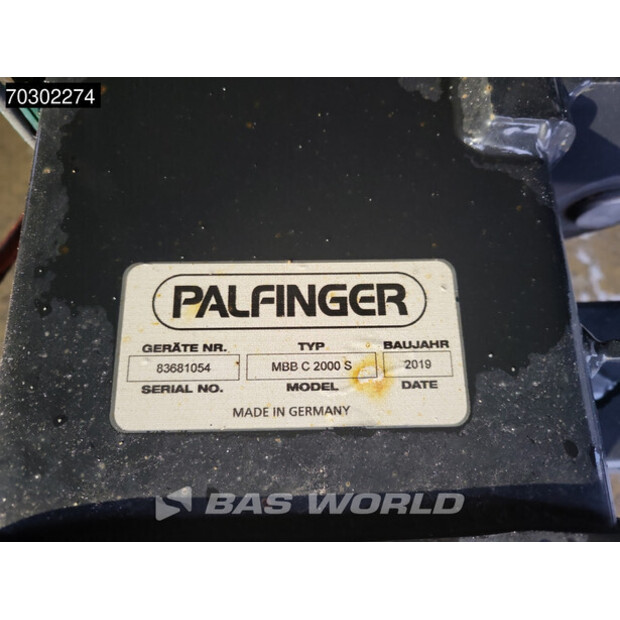 70302274
PALFINGER
GERÄTE NR. TYP BAUJAHR
83681054 MBB C 2000 S 2019
SERIAL NO. MODEL DATE
MADE IN GERMANY
BAS WORLD